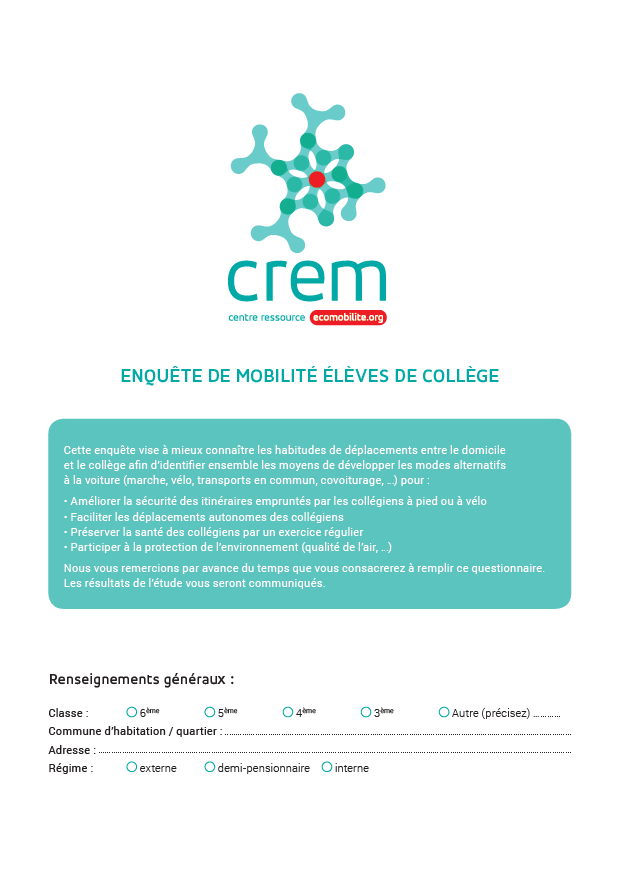 crem
centre ressource ecomobilite.org
ENQUÊTE DE MOBILITÉ ÉLÈVES DE COLLÈGE
Cette enquête vise à mieux connaître les habitudes de déplacements entre le domicile
et le collège afin d'identifier ensemble les moyens de développer les modes alternatifs
à la voiture (marche, vélo, transports en commun, covoiturage, ...) pour :
• Améliorer la sécurité des itinéraires empruntés par les collégiens à pied ou à vélo
• Faciliter les déplacements autonomes des collégiens
• Préserver la santé des collégiens par un exercice régulier
• Participer à la protection de l'environnement (qualité de l'air, ...)
Nous vous remercions par avance du temps que vous consacrerez à remplir ce questionnaire.
Les résultats de l'étude vous seront communiqués.
Renseignements généraux :
Classe : 6ème 5ème 4ème 3ème Autre (précisez) ............
Commune d'habitation / quartier : ............
Adresse : ............
Régime : externe demi-pensionnaire interne